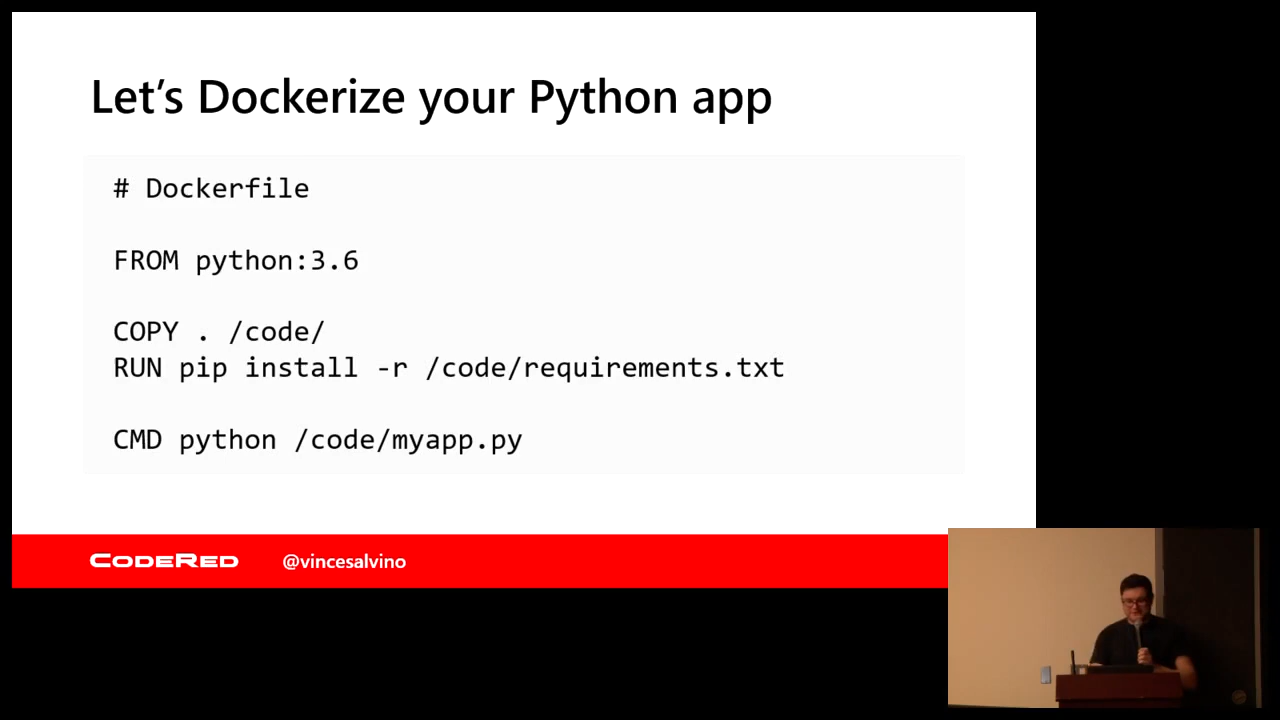 Let's Dockerize your Python app
# Dockerfile
FROM python:3.6
COPY . /code/
RUN pip install -r /code/requirements.txt
CMD python /code/myapp.py
CODERED @vincesalvino